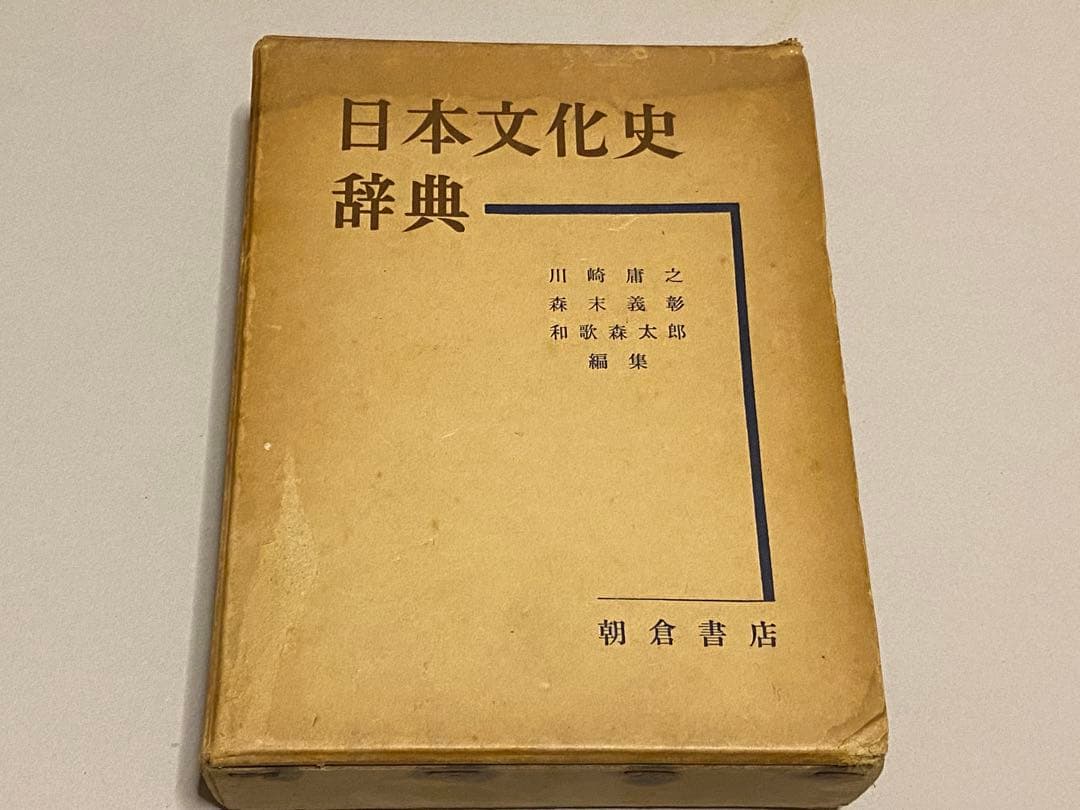 日本文化史
辞典
川崎庸之
森末義彰
和歌森太郎
編集
朝倉書店